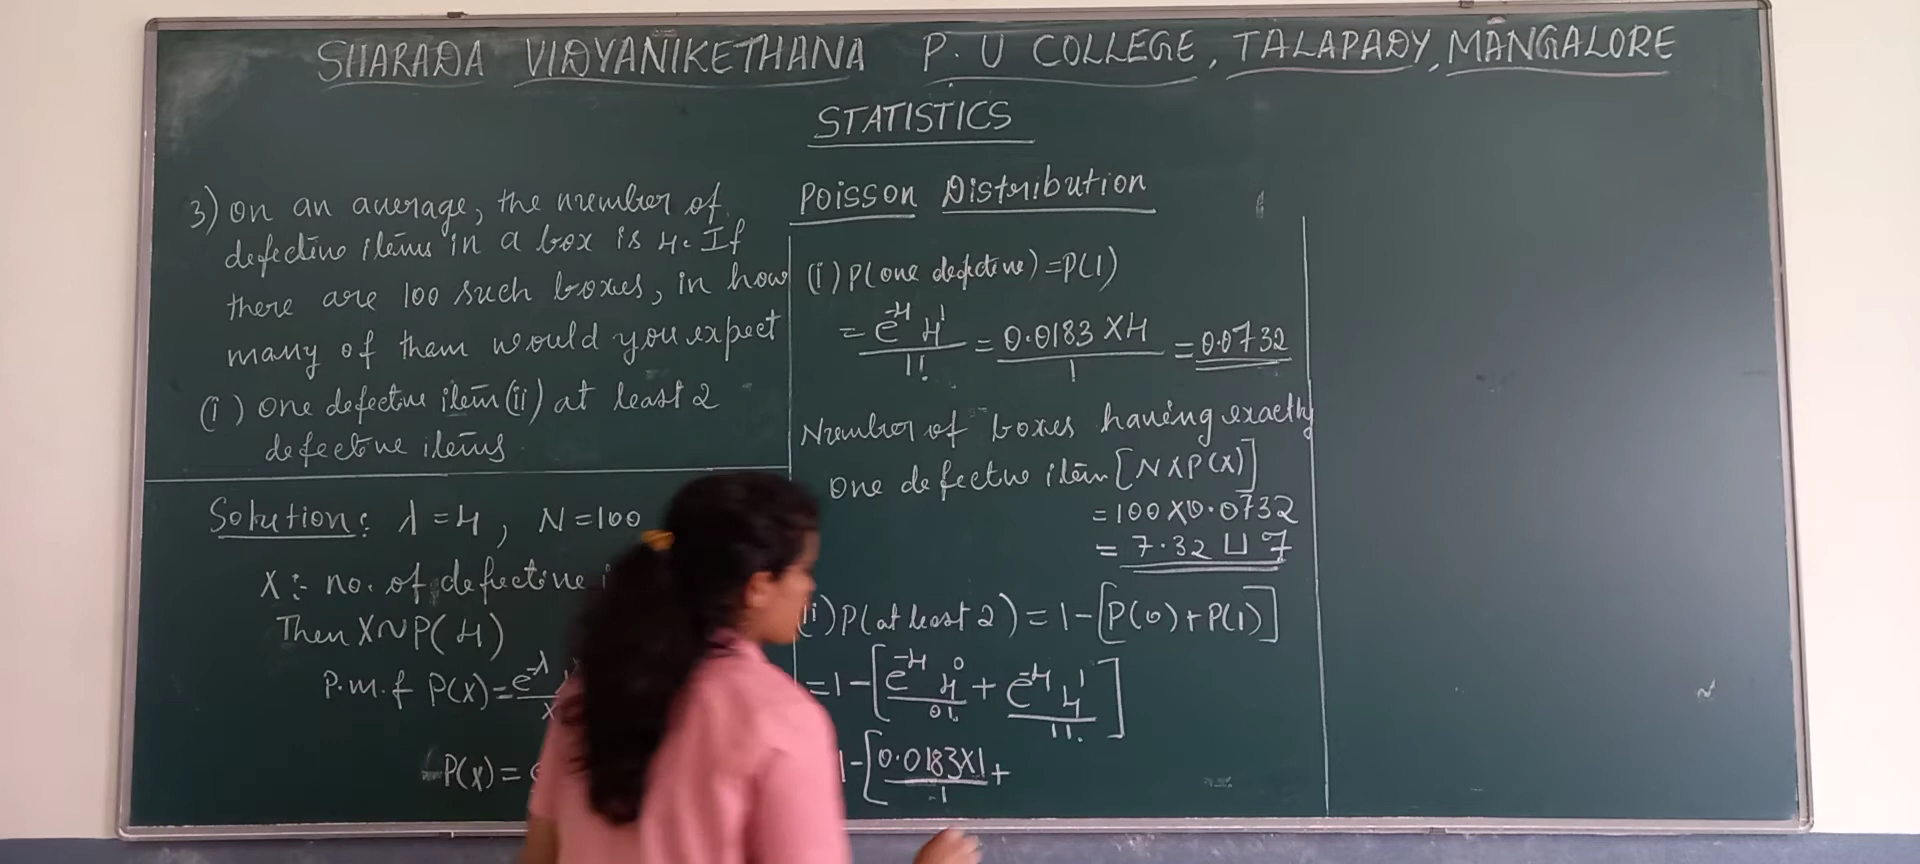 SHARADA VIDYANIKETHANA P.U COLLEGE, TALAPADY, MANGALORE
STATISTICS
3) On an average, the number of
defective items in a box is 4. If
there are 100 such boxes, in how
many of them would you expect
(i) One defective item (ii) at least 2
defective items.
Solution: λ=4, N=100
X :- no. of defective
Then X~P(4)
P.m.f P(x)=e^-λ
P(x)=
Poisson Distribution
(i) P(one defective)=P(1)
= e^-4 4^1 / 1! = 0.0183 X4 / 1 = 0.0732
Number of boxes having exactly
One defective item [N X P(X)]
=100 X 0.0732
= 7.32 ⊔ 7
P(at least 2) = 1-[P(0)+P(1)]
=1-[e^-4 4^0 / 0! + e^-4 4^1 / 1!]
1-[0.0183X1 / 1 +